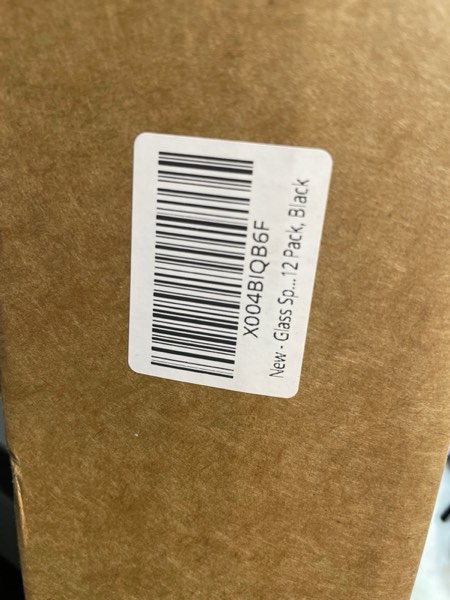 X004BIQB6F
New - Glass Sp...12 Pack, Black